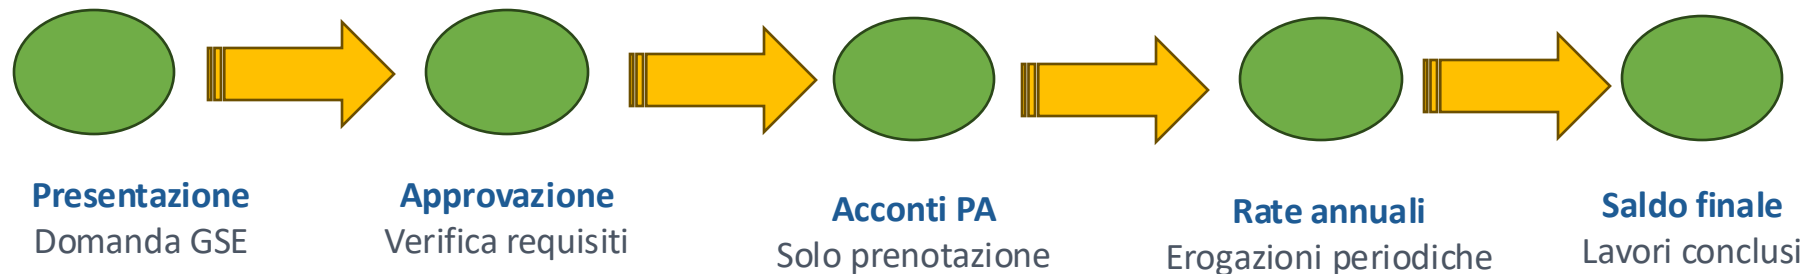 Presentazione
Domanda GSE
Approvazione
Verifica requisiti
Acconti PA
Solo prenotazione
Rate annuali
Erogazioni periodiche
Saldo finale
Lavori conclusi